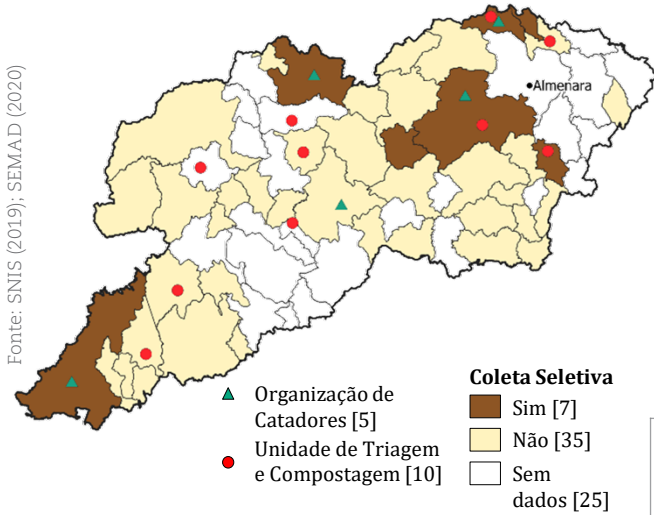 Fonte: SNIS (2019); SEMAD (2020)
Almenara
Organização de
Catadores [5]
Unidade de Triagem
e Compostagem [10]
Coleta Seletiva
Sim [7]
Não [35]
Sem
dados [25]